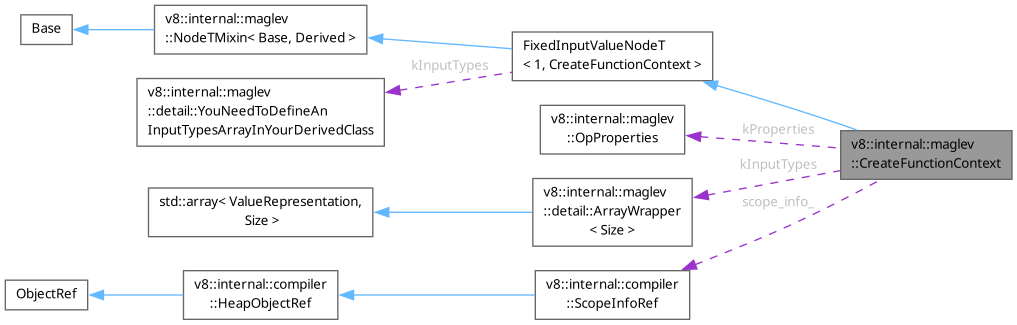 Base
v8::internal::maglev
::NodeTMixin< Base, Derived >
FixedInputValueNodeT
< 1, CreateFunctionContext >
kInputTypes
v8::internal::maglev
::detail::YouNeedToDefineAn
InputTypesArrayInYourDerivedClass
v8::internal::maglev
::OpProperties
kProperties
v8::internal::maglev
::CreateFunctionContext
kInputTypes
std::array< ValueRepresentation,
Size >
v8::internal::maglev
::detail::ArrayWrapper
< Size >
scope_info_
ObjectRef
v8::internal::compiler
::HeapObjectRef
v8::internal::compiler
::ScopeInfoRef